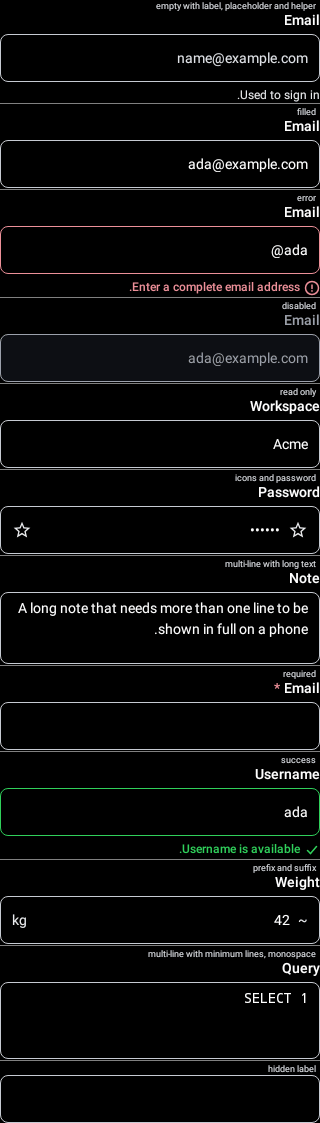 empty with label, placeholder and helper
Email
name@example.com
Used to sign in.
filled
Email
ada@example.com
error
Email
ada@
Enter a complete email address.
disabled
Email
ada@example.com
read only
Workspace
Acme
icons and password
Password
••••••
multi-line with long text
Note
A long note that needs more than one line to be
shown in full on a phone.
required
Email *
success
Username
ada
Username is available.
prefix and suffix
Weight
~ 42 kg
multi-line with minimum lines, monospace
Query
SELECT 1
hidden label